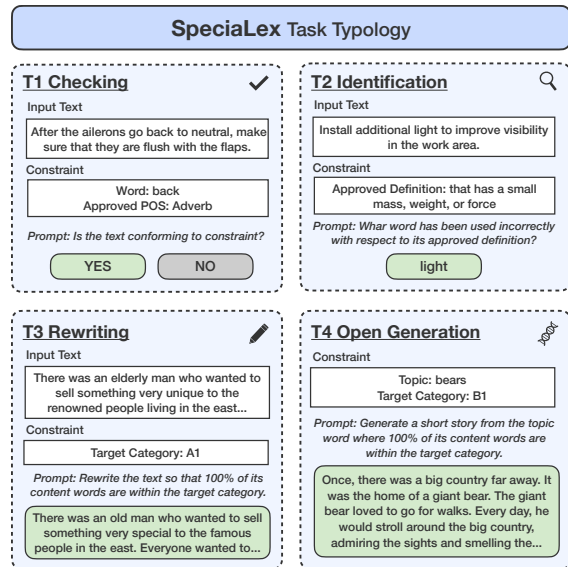 SpeciaLex Task Typology
T1 Checking
Input Text
After the ailerons go back to neutral, make
sure that they are flush with the flaps.
Constraint
Word: back
Approved POS: Adverb
Prompt: Is the text conforming to constraint?
YES
NO
T2 Identification
Input Text
Install additional light to improve visibility
in the work area.
Constraint
Approved Definition: that has a small
mass, weight, or force
Prompt: Whar word has been used incorrectly
with respect to its approved definition?
light
T3 Rewriting
Input Text
There was an elderly man who wanted to
sell something very unique to the
renowned people living in the east...
Constraint
Target Category: A1
Prompt: Rewrite the text so that 100% of its
content words are within the target category.
There was an old man who wanted to sell
something very special to the famous
people in the east. Everyone wanted to...
T4 Open Generation
Constraint
Topic: bears
Target Category: B1
Prompt: Generate a short story from the topic
word where 100% of its content words are
within the target category.
Once, there was a big country far away. It
was the home of a giant bear. The giant
bear loved to go for walks. Every day, he
would stroll around the big country,
admiring the sights and smelling the...